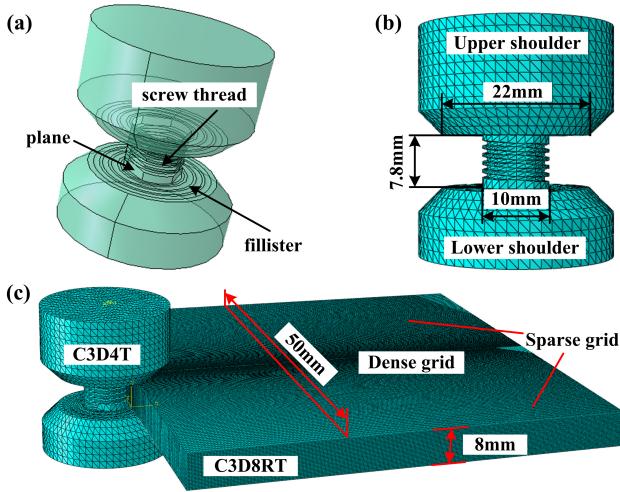 (a)
screw thread
plane
fillister
(b)
Upper shoulder
22mm
7.8mm
10mm
Lower shoulder
(c)
C3D4T
50mm
Dense grid
Sparse grid
8mm
C3D8RT